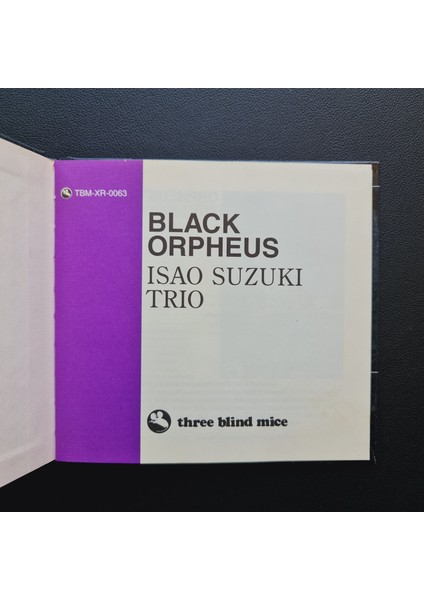 TBM-XR-0063
BLACK
ORPHEUS
ISAO SUZUKI
TRIO
three blind mice